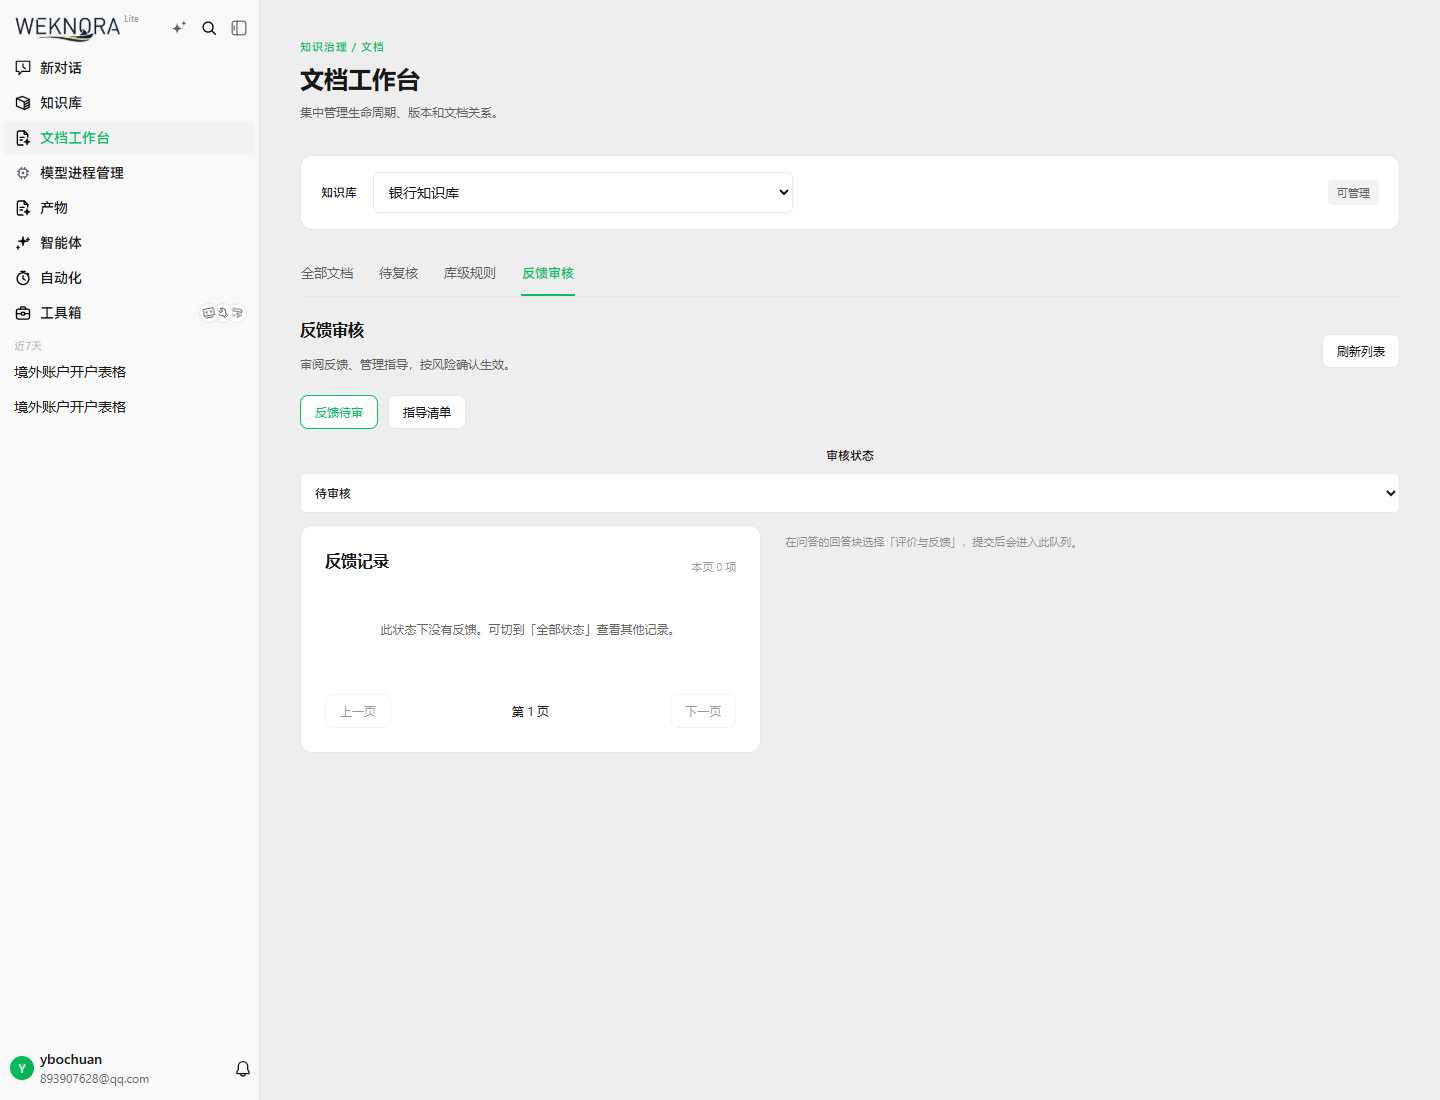 WEKNORA Lite
新对话
知识库
文档工作台
模型进程管理
产物
智能体
自动化
工具箱
近7天
境外账户开户表格
境外账户开户表格
Y
ybochuan
893907628@qq.com
知识治理 / 文档
文档工作台
集中管理生命周期、版本和文档关系。
知识库
银行知识库
可管理
全部文档 待复核 库级规则 反馈审核
反馈审核
审阅反馈、管理指导，按风险确认生效。
刷新列表
反馈待审 指导清单
审核状态
待审核
反馈记录
本页 0 项
此状态下没有反馈。可切到「全部状态」查看其他记录。
上一页 第 1 页 下一页
在问答的回答块选择「评价与反馈」，提交后会进入此队列。